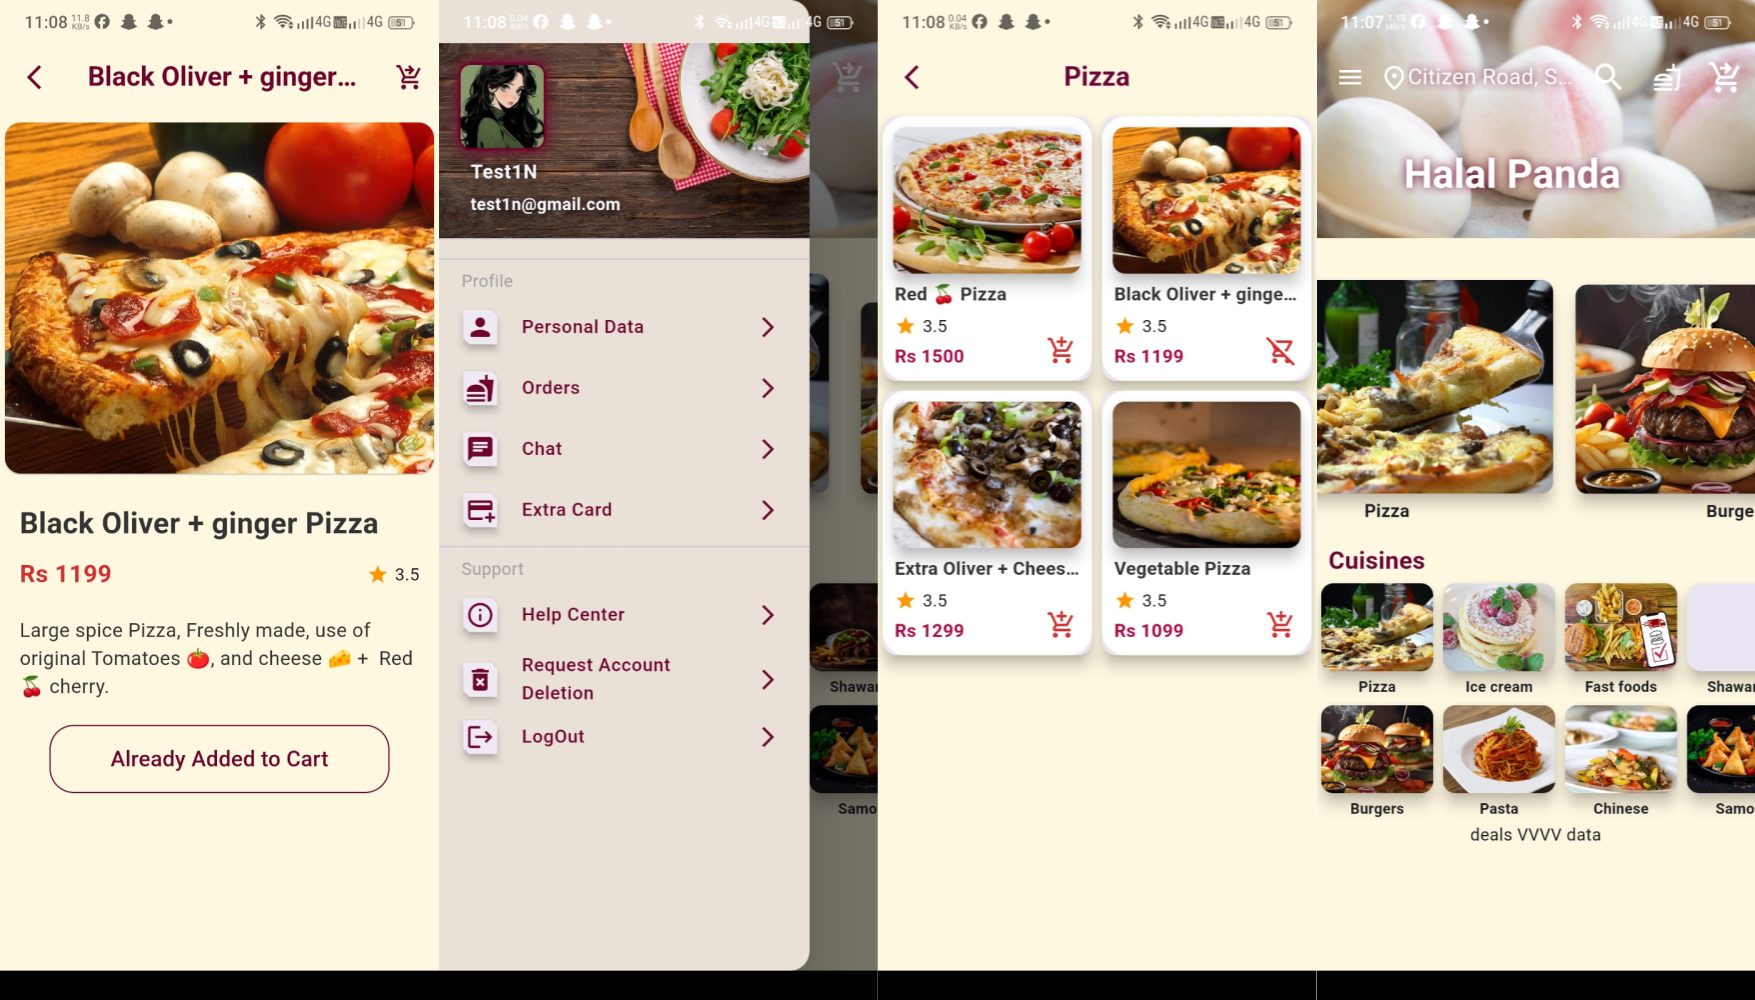 11:08 11.8 KB/s 4G 4G 51
Black Oliver + ginger...
Black Oliver + ginger Pizza
Rs 1199
3.5
Large spice Pizza, Freshly made, use of
original Tomatoes 🍅, and cheese 🧀 + Red
🍒 cherry.
Already Added to Cart
11:08 0.04 KB/s 4G 4G 51
Test1N
test1n@gmail.com
Profile
Personal Data
Orders
Chat
Extra Card
Support
Help Center
Request Account
Deletion
LogOut
Shawar
Samo
11:08 0.04 KB/s 4G 4G 51
Pizza
Red 🍒 Pizza
3.5
Rs 1500
Black Oliver + ginge...
3.5
Rs 1199
Extra Oliver + Chees...
3.5
Rs 1299
Vegetable Pizza
3.5
Rs 1099
11:07 4G 4G 51
Citizen Road, S...
Halal Panda
Pizza
Burge
Cuisines
Pizza
Ice cream
Fast foods
Shawar
Burgers
Pasta
Chinese
Samo
deals VVVV data